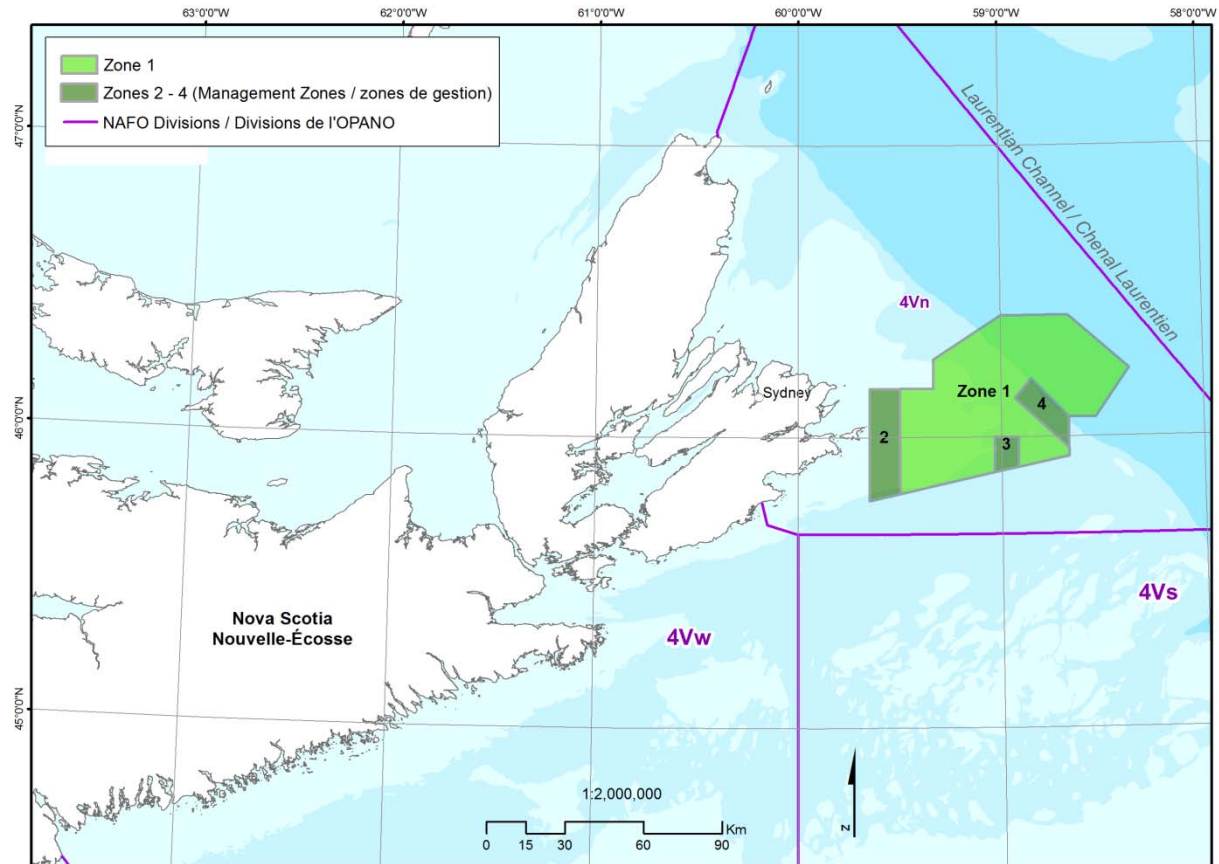 63°0'0"W
62°0'0"W
61°0'0"W
60°0'0"W
59°0'0"W
58°0'0"W
Zone 1
Zones 2 - 4 (Management Zones / zones de gestion)
NAFO Divisions / Divisions de l'OPANO
47°0'0"N
46°0'0"N
45°0'0"N
Laurentian Channel / Chenal Laurentien
4Vn
Sydney
Zone 1
2
3
4
Nova Scotia
Nouvelle-Écosse
4Vw
4Vs
1:2,000,000
0 15 30 60 90 Km
N